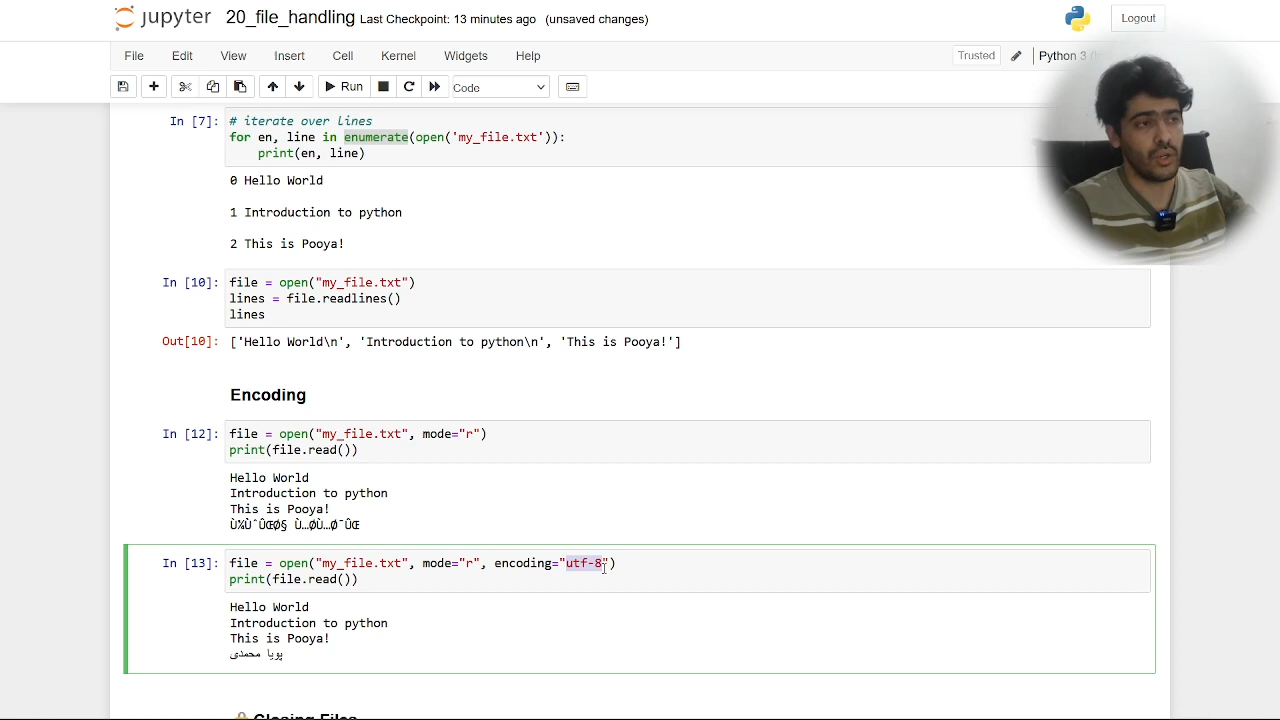 jupyter 20_file_handling Last Checkpoint: 13 minutes ago (unsaved changes)
Logout
File Edit View Insert Cell Kernel Widgets Help
Trusted Python 3
Run Code
In [7]: # iterate over lines
for en, line in enumerate(open('my_file.txt')):
print(en, line)
0 Hello World
1 Introduction to python
2 This is Pooya!
In [10]: file = open("my_file.txt")
lines = file.readlines()
lines
Out[10]: ['Hello World\n', 'Introduction to python\n', 'This is Pooya!']
Encoding
In [12]: file = open("my_file.txt", mode="r")
print(file.read())
Hello World
Introduction to python
This is Pooya!
In [13]: file = open("my_file.txt", mode="r", encoding="utf-8")
print(file.read())
Hello World
Introduction to python
This is Pooya!
پویا محمدی
Closing Files